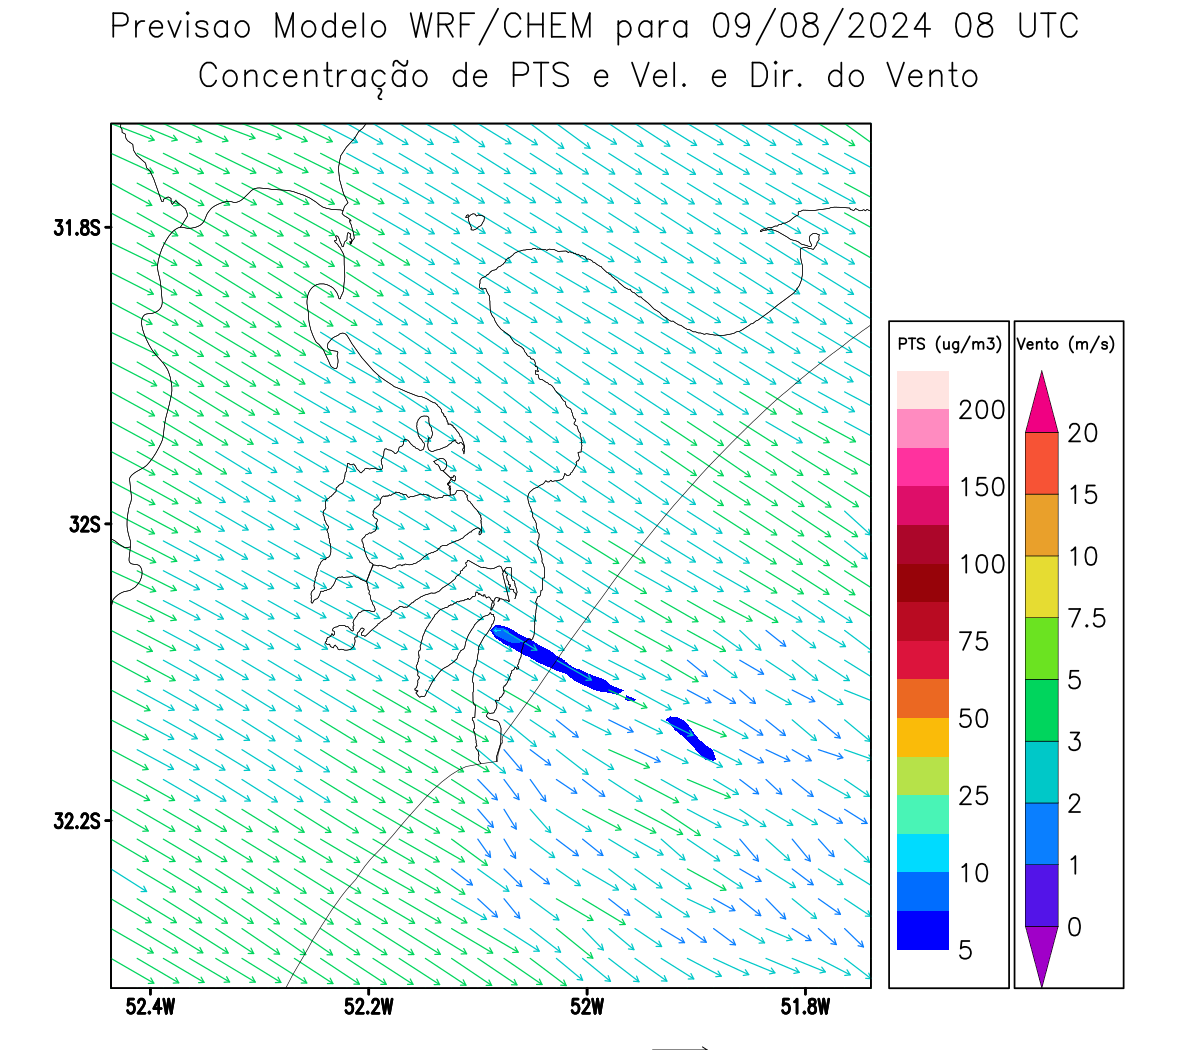 Previsao Modelo WRF/CHEM para 09/08/2024 08 UTC
Concentração de PTS e Vel. e Dir. do Vento
31.8S
32S
32.2S
52.4W
52.2W
52W
51.8W
PTS (ug/m3)
200
150
100
75
50
25
10
5
Vento (m/s)
20
15
10
7.5
5
3
2
1
0